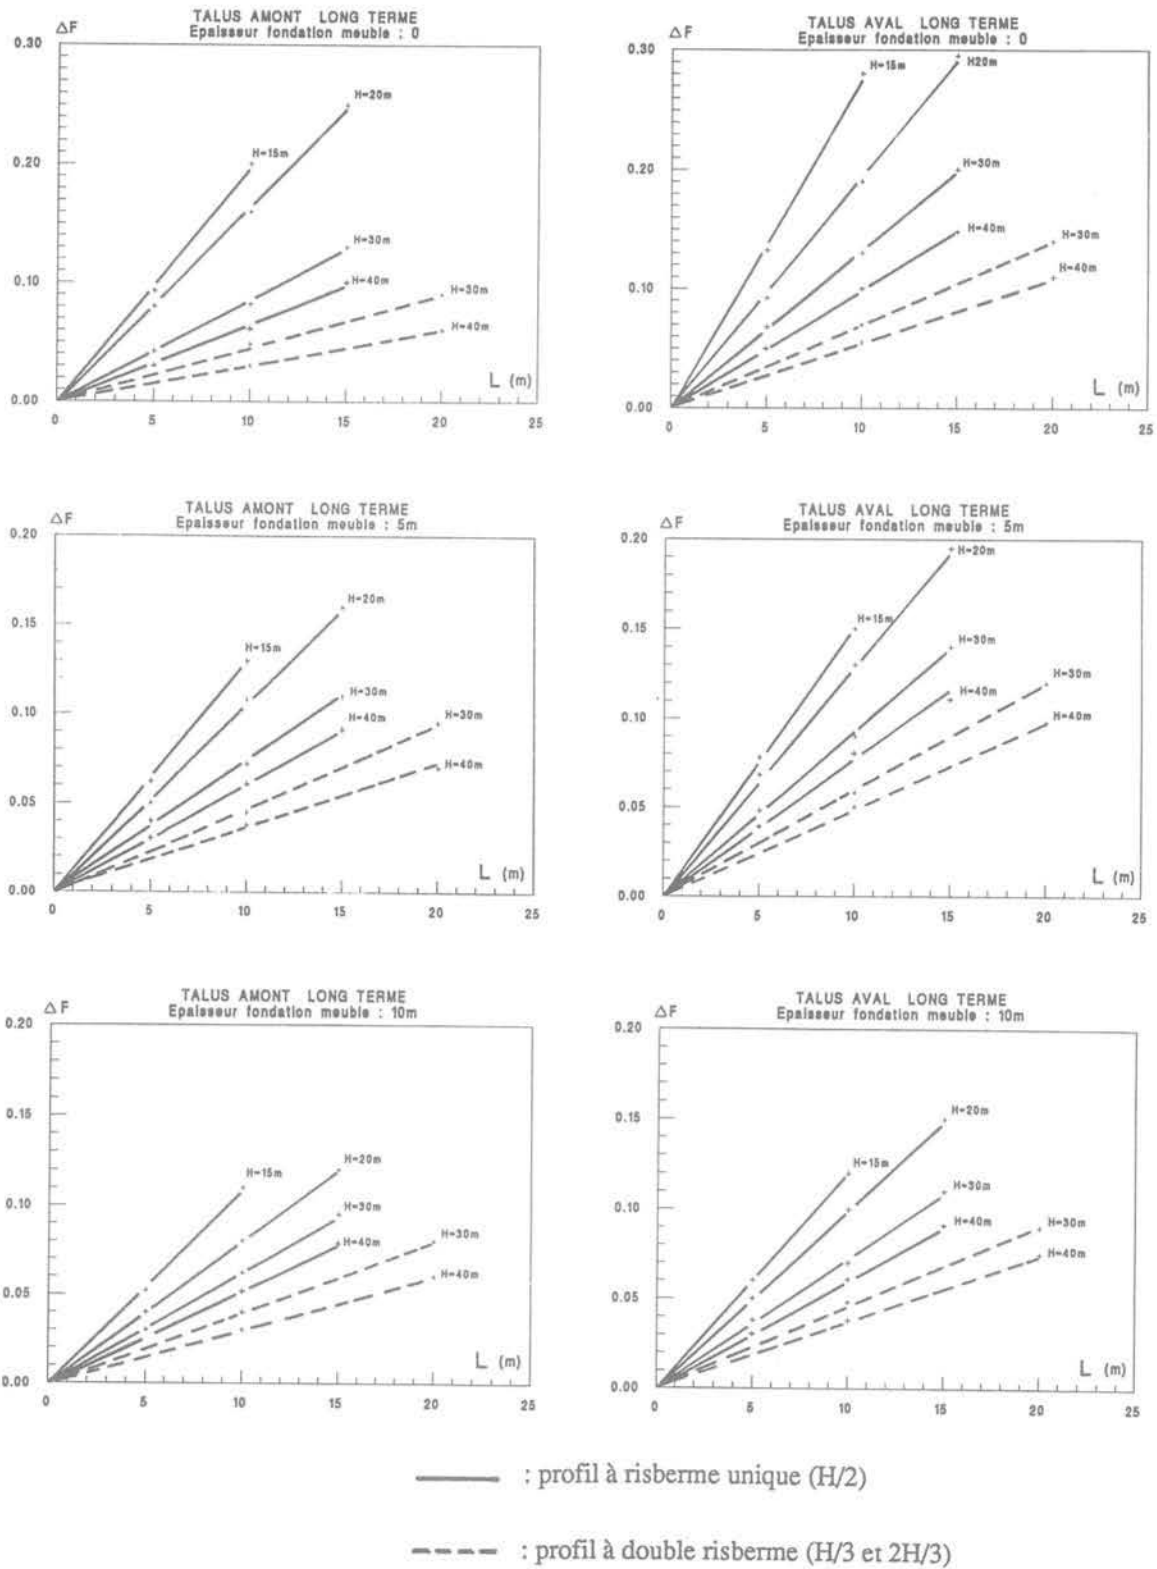 TALUS AMONT LONG TERME
Epaisseur fondation meuble : 0
ΔF
0.30
0.20
0.10
0.00
H=20m
H=15m
H=30m
H=40m
H=30m
H=40m
L (m)
0 5 10 15 20 25
TALUS AVAL LONG TERME
Epaisseur fondation meuble : 0
ΔF
0.30
0.20
0.10
0.00
H=15m
H20m
H=30m
H=40m
H=30m
H=40m
L (m)
0 5 10 15 20 25
TALUS AMONT LONG TERME
Epaisseur fondation meuble : 5m
ΔF
0.20
0.15
0.10
0.05
0.00
H=20m
H=15m
H=30m
H=40m
H=30m
H=40m
L (m)
0 5 10 15 20 25
TALUS AVAL LONG TERME
Epaisseur fondation meuble : 5m
ΔF
0.20
0.15
0.10
0.05
0.00
H=20m
H=15m
H=30m
H=40m
H=30m
H=40m
L (m)
0 5 10 15 20 25
TALUS AMONT LONG TERME
Epaisseur fondation meuble : 10m
ΔF
0.20
0.15
0.10
0.05
0.00
H=20m
H=15m
H=30m
H=40m
H=30m
H=40m
L (m)
0 5 10 15 20 25
TALUS AVAL LONG TERME
Epaisseur fondation meuble : 10m
ΔF
0.20
0.15
0.10
0.05
0.00
H=20m
H=15m
H=30m
H=40m
H=30m
H=40m
L (m)
0 5 10 15 20 25
: profil à risberme unique (H/2)
: profil à double risberme (H/3 et 2H/3)